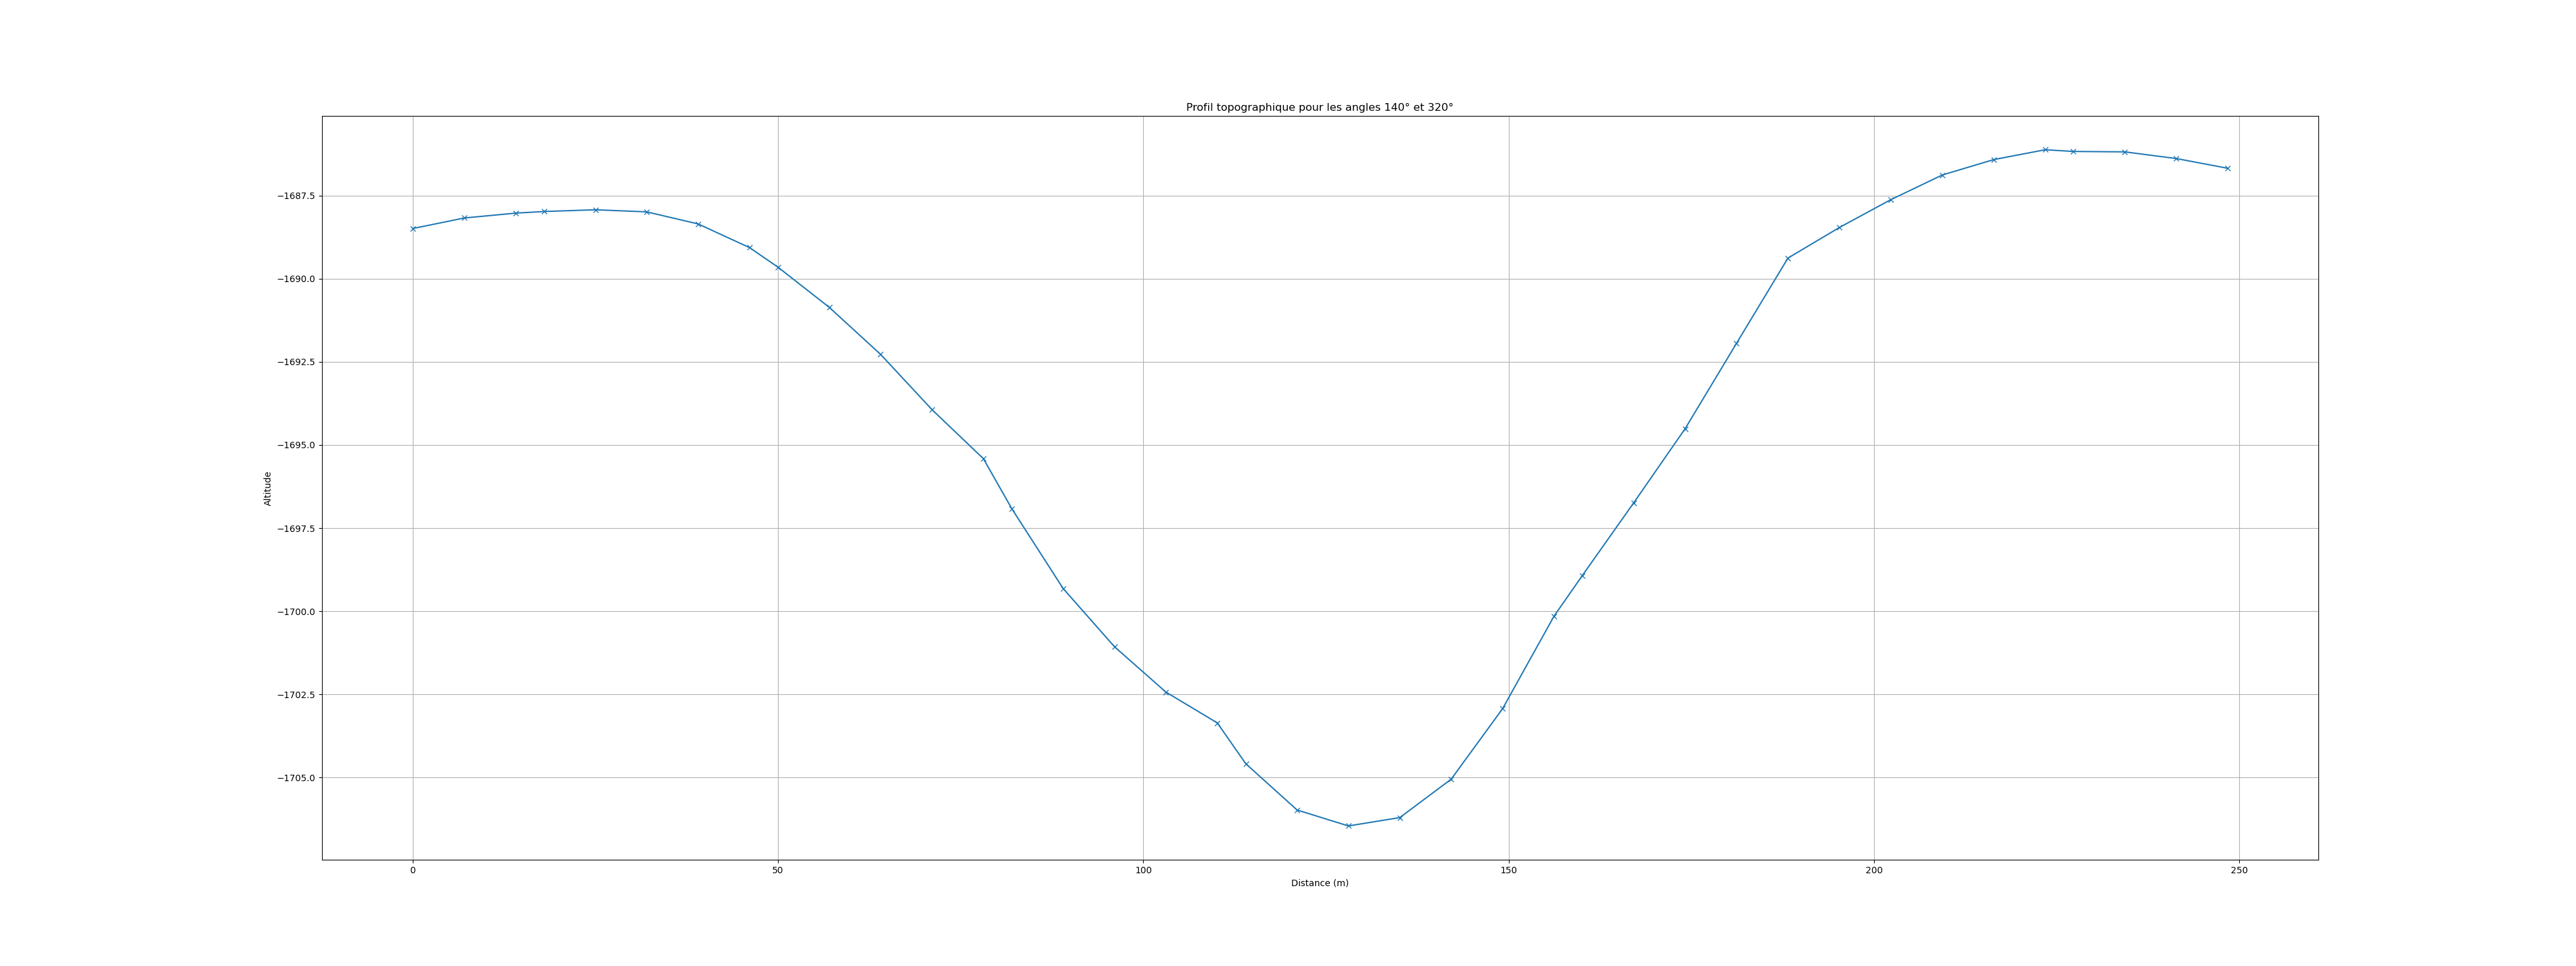 Profil topographique pour les angles 140° et 320°
−1687.5
−1690.0
−1692.5
−1695.0
Altitude
−1697.5
−1700.0
−1702.5
−1705.0
0 50 100 150 200 250
Distance (m)